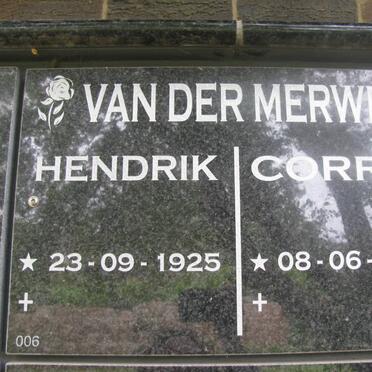 VAN DER MERW
HENDRIK CORR
★ 23-09-1925 ★ 08-06-
+ +
006